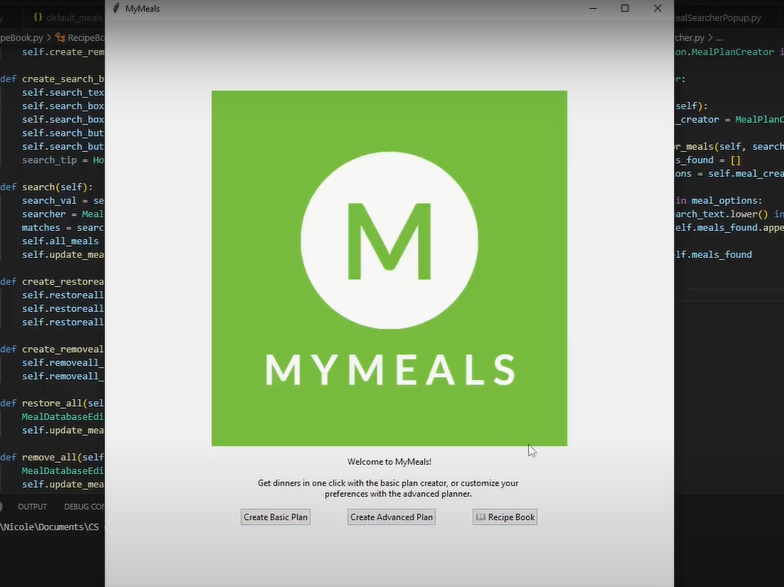 MyMeals
default_meals
ealSearcherPopup.py
peBook.py > RecipeBo
rcher.py > ...
self.create_rem
def create_search_b
self.search_tex
self.search_box
self.search_box
self.search_but
self.search_but
search_tip = Ho
def search(self):
search_val = se
searcher = Meal
matches = searc
self.all_meals
self.update_mea
def create_restorea
self.restoreall
self.restoreall
self.restoreall
def create_removeal
self.removeall_
self.removeall_
def restore_all(sel
MealDatabaseEdi
self.update_mea
def remove_all(self
MealDatabaseEdi
self.update_mea
OUTPUT DEBUG CON
\Nicole\Documents\CS
M
MYMEALS
Welcome to MyMeals!
Get dinners in one click with the basic plan creator, or customize your
preferences with the advanced planner.
Create Basic Plan
Create Advanced Plan
Recipe Book
on.MealPlanCreator i
er:
self):
_creator = MealPlanC
or_meals(self, search
s_found = []
ons = self.meal_crea
in meal_options:
earch_text.lower() in
elf.meals_found.appe
lf.meals_found